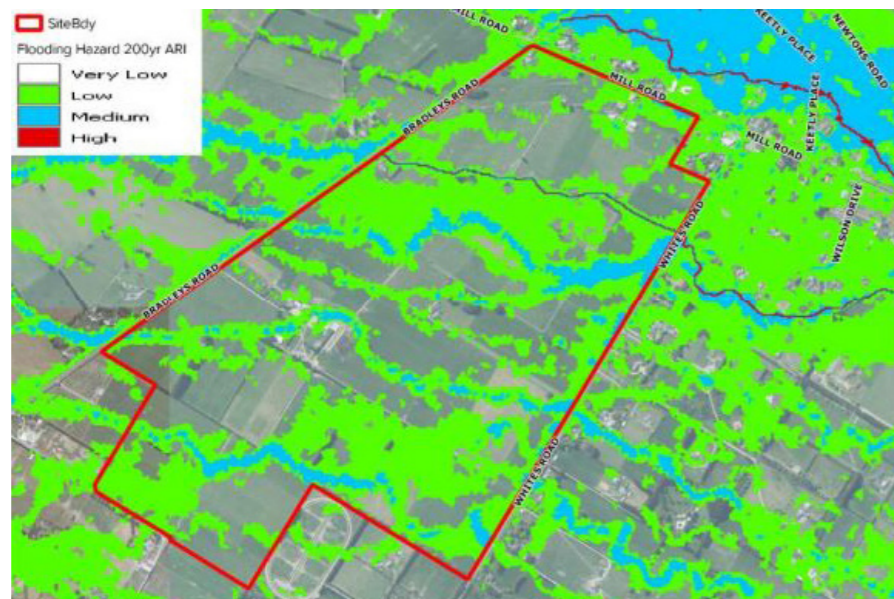 SiteBdy
Flooding Hazard 200yr ARI
Very Low
Low
Medium
High
MILL ROAD
KEETLY PLACE
NEWTONS ROAD
BRADLEYS ROAD
MILL ROAD
KEETLY PLACE
MILL ROAD
WILSON DRIVE
WHITES ROAD
BRADLEYS ROAD
WHITES ROAD